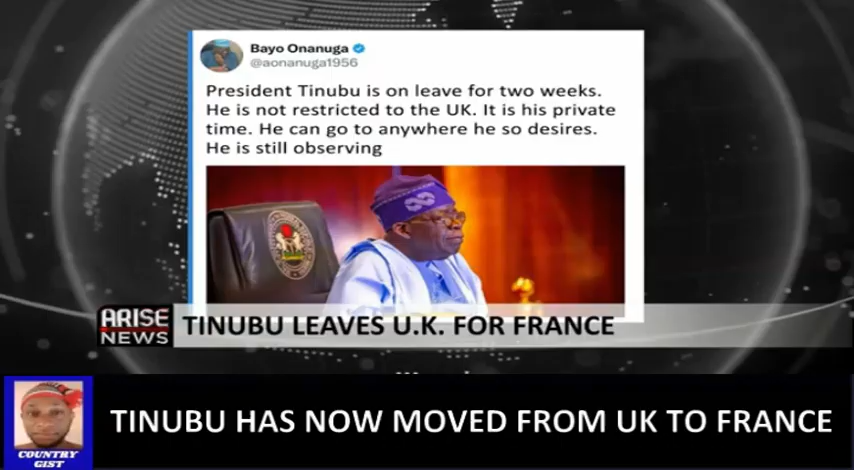 Bayo Onanuga
@aonanuga1956
President Tinubu is on leave for two weeks.
He is not restricted to the UK. It is his private
time. He can go to anywhere he so desires.
He is still observing
ARISE
NEWS
TINUBU LEAVES U.K. FOR FRANCE
TINUBU HAS NOW MOVED FROM UK TO FRANCE
COUNTRY
GIST